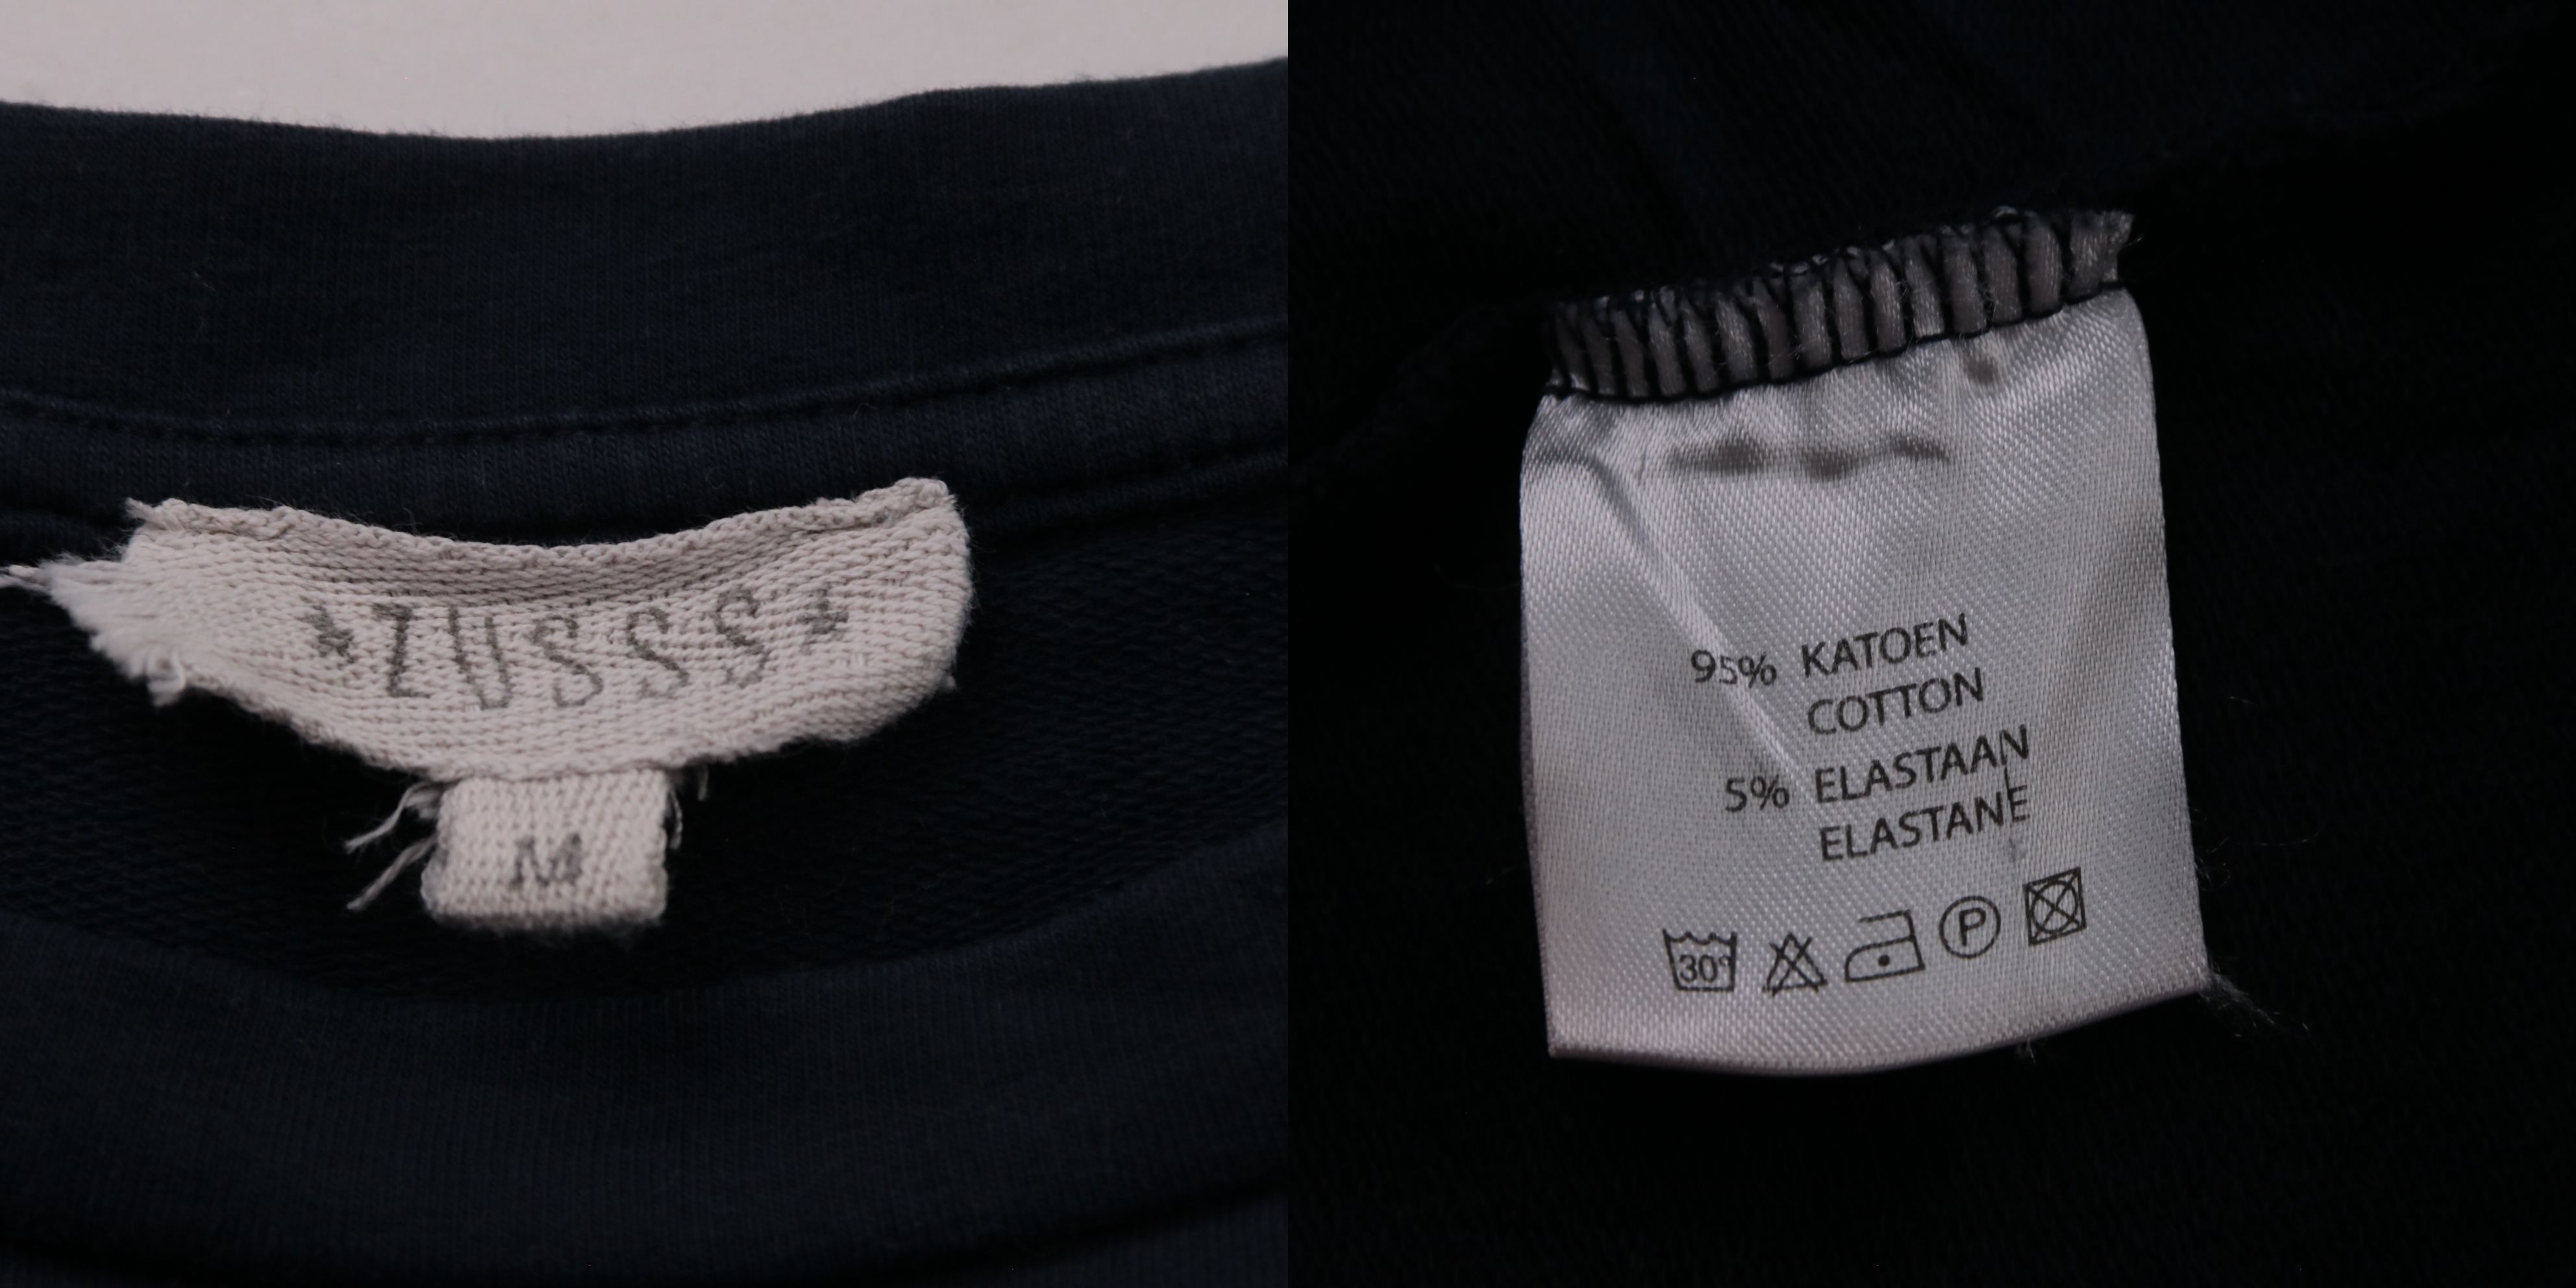 ZUSSS
M
95% KATOEN
COTTON
5% ELASTAAN
ELASTANE
30°
P